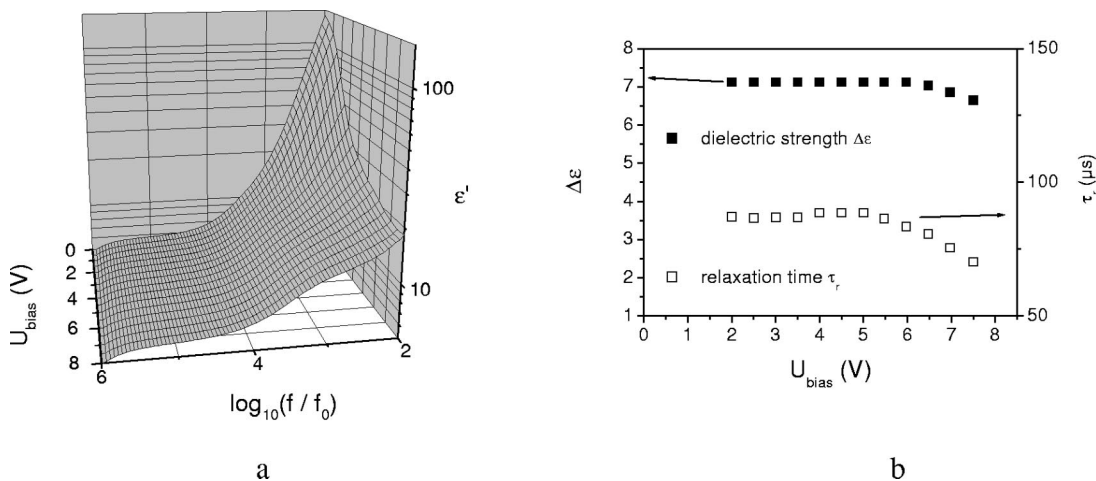 100
10
ε'
0
2
4
6
8
U_bias (V)
6
4
2
log₁₀(f / f₀)
a
8
7
6
5
4
3
2
1
Δε
dielectric strength Δε
relaxation time τ_r
0 1 2 3 4 5 6 7 8
U_bias (V)
150
100
50
τ_r (μs)
b